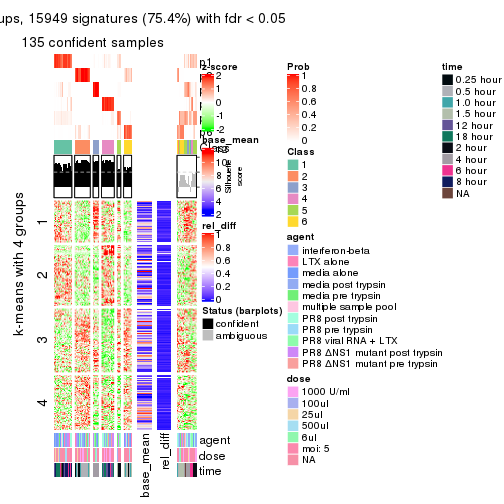 ups, 15949 signatures (75.4%) with fdr < 0.05
135 confident samples
p1
z-score
2
1
0
-1
-2
Class
Silhouette score
base_mean
10
8
6
4
2
rel_diff
1
0.8
0.6
0.4
0.2
0
Status (barplots)
confident
ambiguous
k-means with 4 groups
1
2
3
4
agent
dose
time
base_mean
rel_diff
Prob
1
0.8
0.6
0.4
0.2
0
Class
1
2
3
4
5
6
agent
interferon-beta
LTX alone
media alone
media post trypsin
media pre trypsin
multiple sample pool
PR8 post trypsin
PR8 pre trypsin
PR8 viral RNA + LTX
PR8 ΔNS1 mutant post trypsin
PR8 ΔNS1 mutant pre trypsin
dose
1000 U/ml
100ul
25ul
500ul
6ul
moi: 5
NA
time
0.25 hour
0.5 hour
1.0 hour
1.5 hour
12 hour
18 hour
2 hour
4 hour
6 hour
8 hour
NA